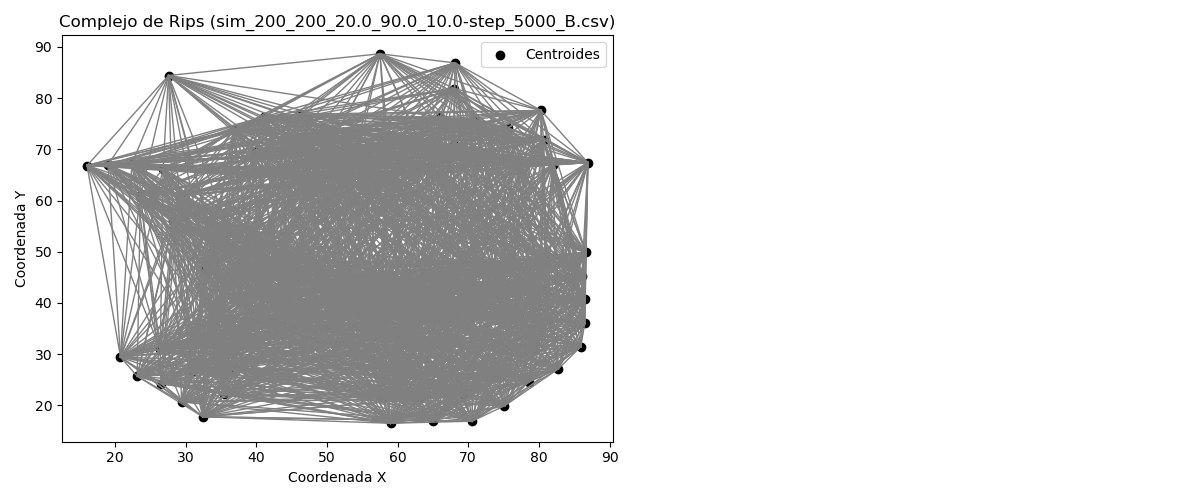 Complejo de Rips (sim_200_200_20.0_90.0_10.0-step_5000_B.csv)
Centroides
90
80
70
60
50
40
30
20
Coordenada Y
20 30 40 50 60 70 80 90
Coordenada X